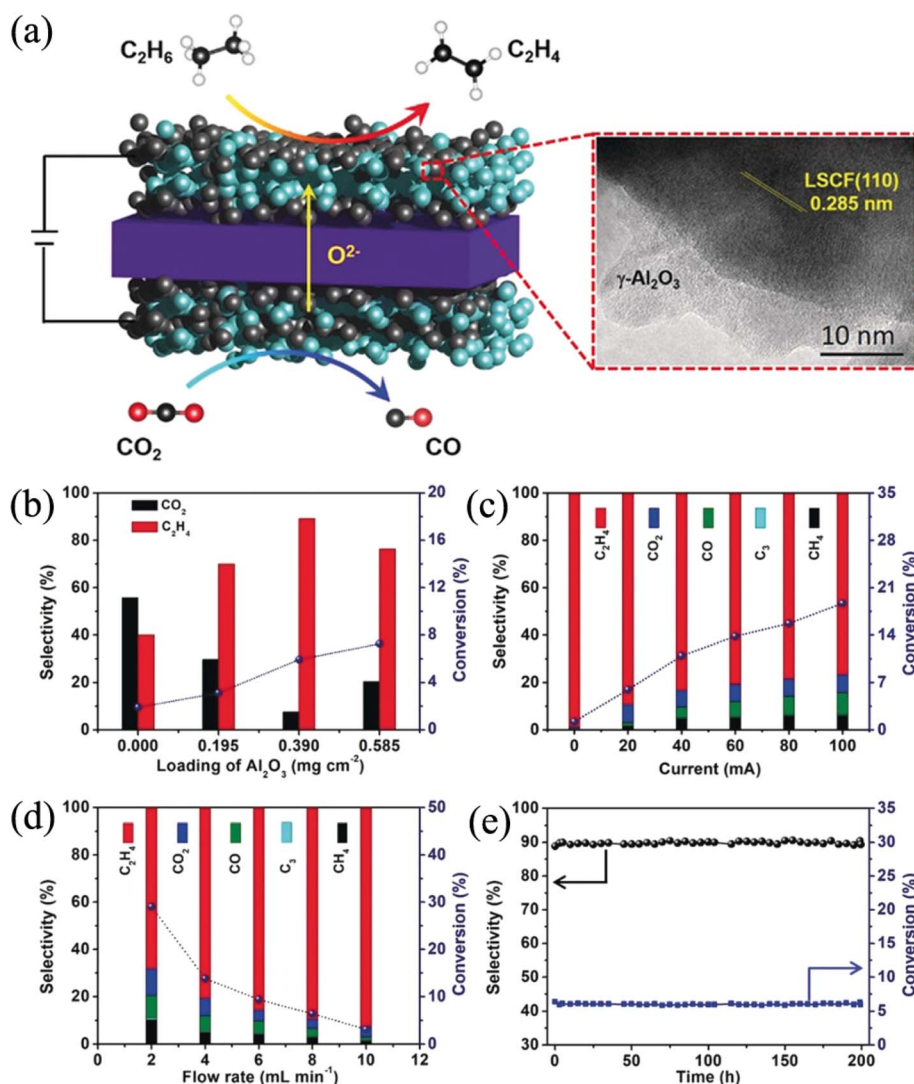 (a)
C₂H₆
C₂H₄
O²⁻
CO₂
CO
LSCF(110)
0.285 nm
γ-Al₂O₃
10 nm
(b)
100
80
60
40
20
0
Selectivity (%)
CO₂
C₂H₄
20
16
12
8
4
0
Conversion (%)
0.000 0.195 0.390 0.585
Loading of Al₂O₃ (mg cm⁻²)
(c)
100
80
60
40
20
0
Selectivity (%)
C₂H₄
CO₂
CO
C₃
CH₄
35
28
21
14
7
0
Conversion (%)
0 20 40 60 80 100
Current (mA)
(d)
100
80
60
40
20
0
Selectivity (%)
C₂H₄
CO₂
CO
C₃
CH₄
50
40
30
20
10
0
Conversion (%)
0 2 4 6 8 10 12
Flow rate (mL min⁻¹)
(e)
100
90
80
70
60
50
40
30
Selectivity (%)
35
30
25
20
15
10
5
0
Conversion (%)
0 50 100 150 200
Time (h)